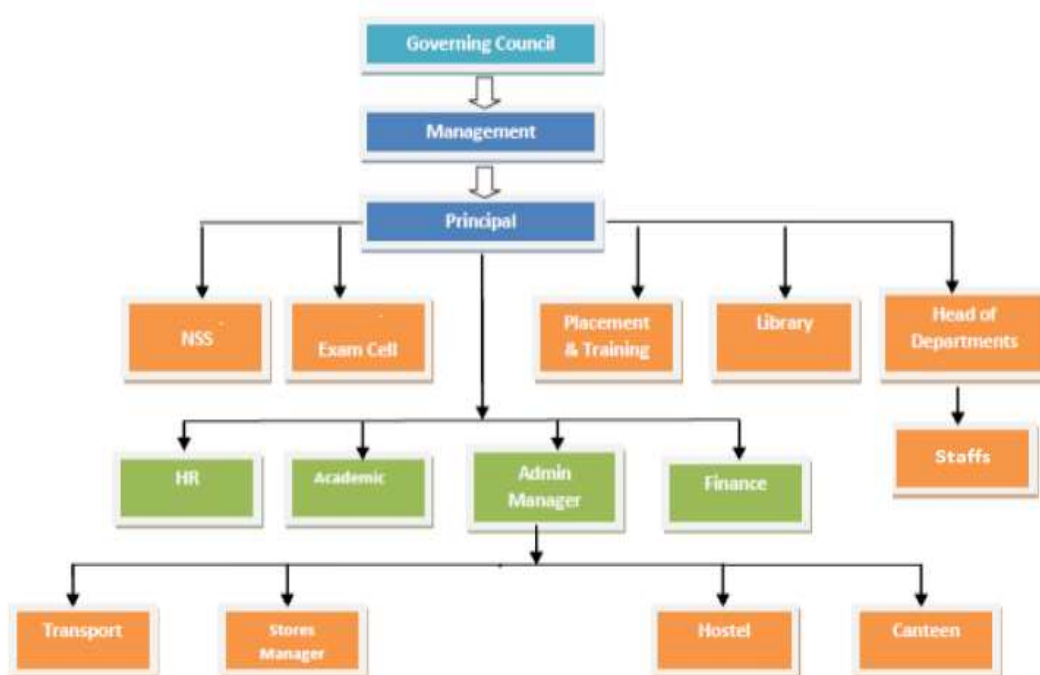 Governing Council
Management
Principal
NSS
Exam Cell
Placement
& Training
Library
Head of
Departments
Staffs
HR
Academic
Admin
Manager
Finance
Transport
Stores
Manager
Hostel
Canteen